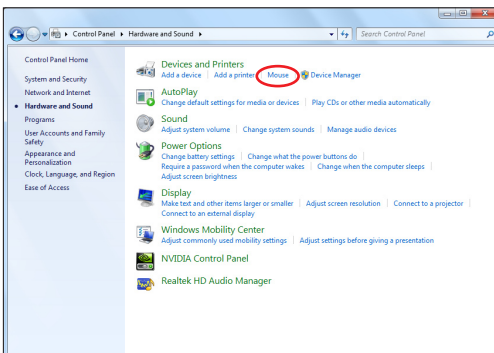 Control Panel ▸ Hardware and Sound ▸
Search Control Panel
Control Panel Home
System and Security
Network and Internet
Hardware and Sound
Programs
User Accounts and Family
Safety
Appearance and
Personalization
Clock, Language, and Region
Ease of Access
Devices and Printers
Add a device | Add a printer | Mouse | Device Manager
AutoPlay
Change default settings for media or devices | Play CDs or other media automatically
Sound
Adjust system volume | Change system sounds | Manage audio devices
Power Options
Change battery settings | Change what the power buttons do |
Require a password when the computer wakes | Change when the computer sleeps |
Adjust screen brightness
Display
Make text and other items larger or smaller | Adjust screen resolution | Connect to a projector |
Connect to an external display
Windows Mobility Center
Adjust commonly used mobility settings | Adjust settings before giving a presentation
NVIDIA Control Panel
Realtek HD Audio Manager